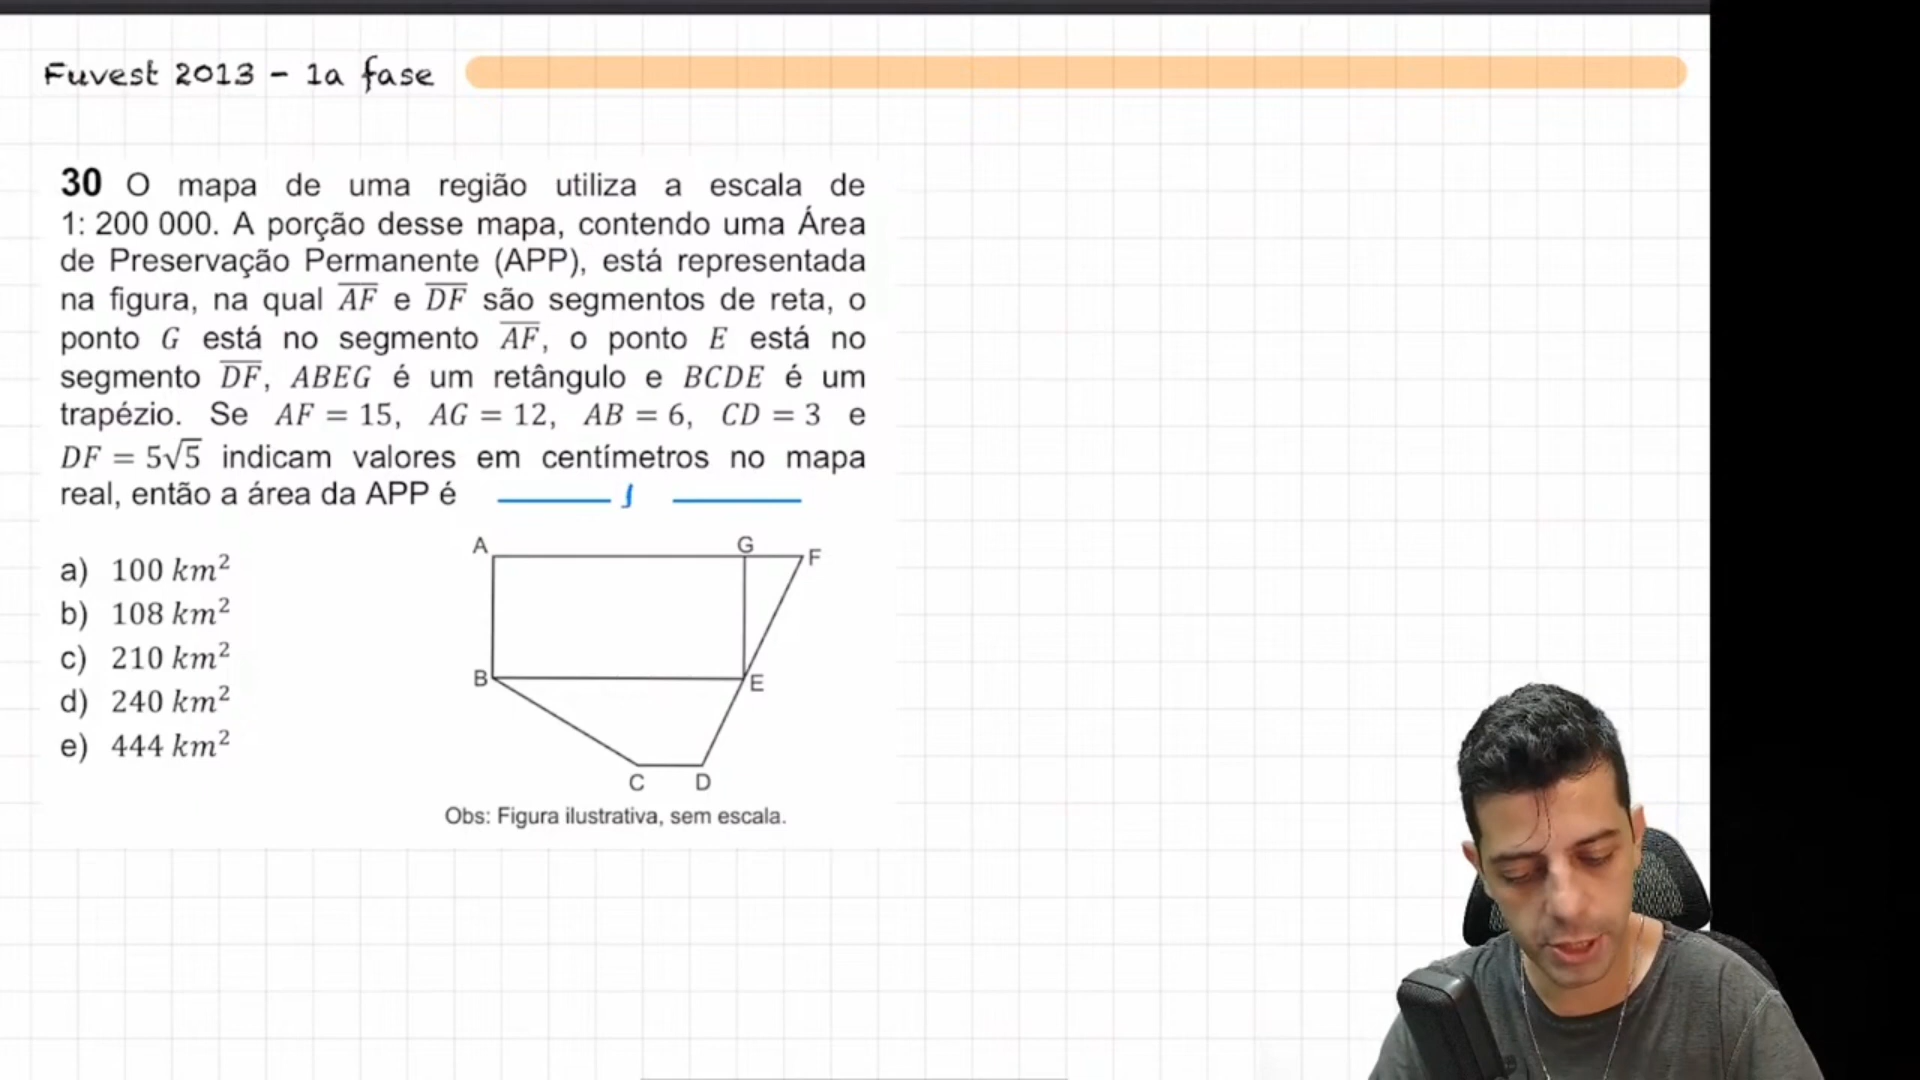 Fuvest 2013 - 1a fase
30 O mapa de uma região utiliza a escala de
1: 200 000. A porção desse mapa, contendo uma Área
de Preservação Permanente (APP), está representada
na figura, na qual A̅F̅ e D̅F̅ são segmentos de reta, o
ponto G está no segmento A̅F̅, o ponto E está no
segmento D̅F̅, ABEG é um retângulo e BCDE é um
trapézio. Se AF = 15, AG = 12, AB = 6, CD = 3 e
DF = 5√5 indicam valores em centímetros no mapa
real, então a área da APP é
a) 100 km²
b) 108 km²
c) 210 km²
d) 240 km²
e) 444 km²
A G F
B E
C D
Obs: Figura ilustrativa, sem escala.